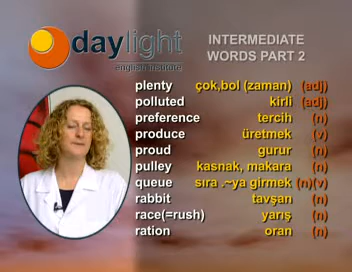 daylight
english institute
INTERMEDIATE
WORDS PART 2
plenty çok,bol (zaman) (adj)
polluted kirli (adj)
preference tercih (n)
produce üretmek (v)
proud gurur (n)
pulley kasnak, makara (n)
queue sıra .~ya girmek (n)(v)
rabbit tavşan (n)
race(=rush) yarış (n)
ration oran (n)